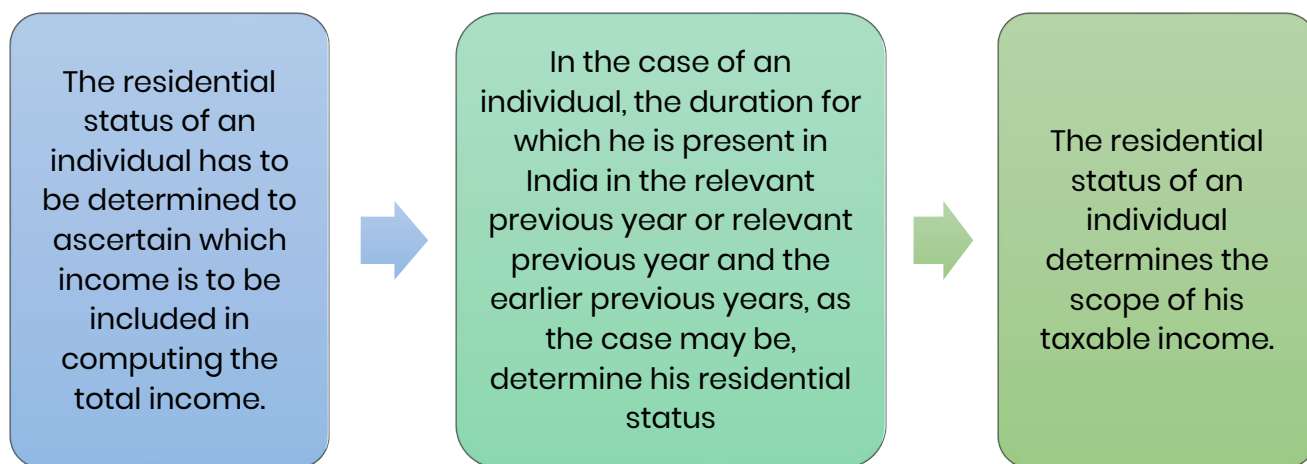 The residential
status of an
individual has to
be determined to
ascertain which
income is to be
included in
computing the
total income.
In the case of an
individual, the duration for
which he is present in
India in the relevant
previous year or relevant
previous year and the
earlier previous years, as
the case may be,
determine his residential
status
The residential
status of an
individual
determines the
scope of his
taxable income.